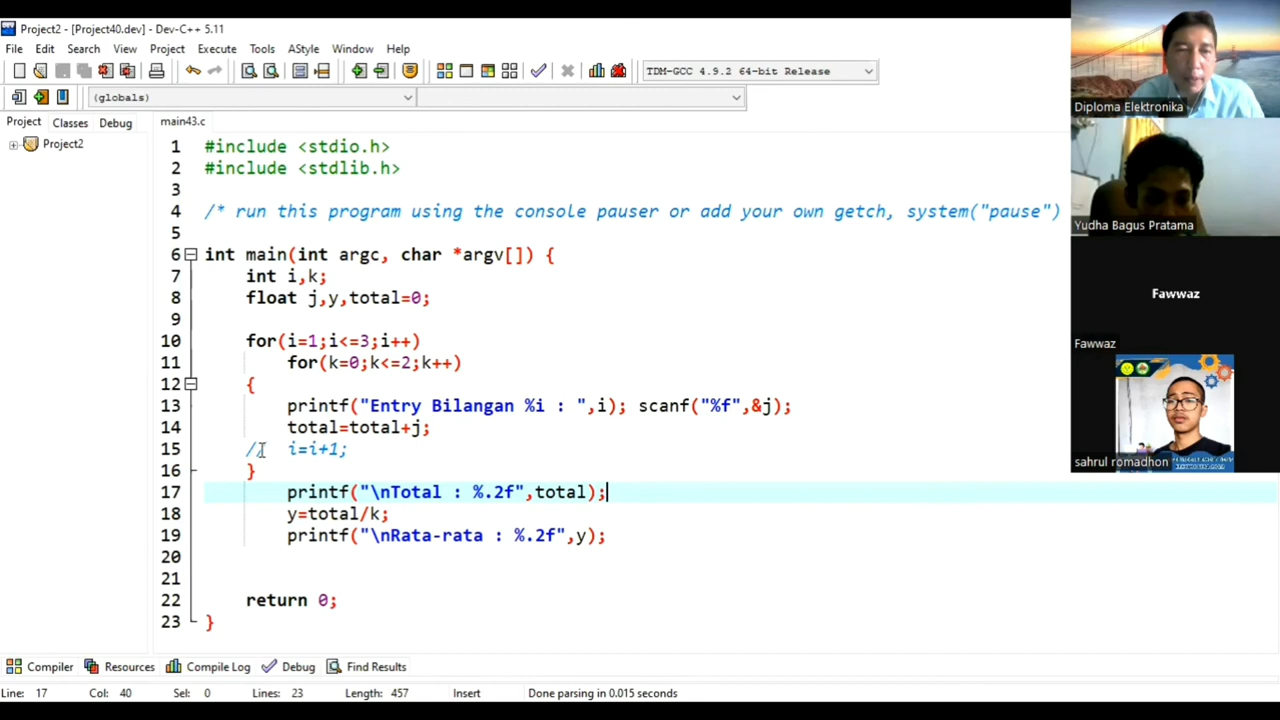 Project2 - [Project40.dev] - Dev-C++ 5.11
File Edit Search View Project Execute Tools AStyle Window Help
TDM-GCC 4.9.2 64-bit Release
(globals)
Project Classes Debug
main43.c
Project2
1 #include <stdio.h>
2 #include <stdlib.h>
3
4 /* run this program using the console pauser or add your own getch, system("pause")
5
6 int main(int argc, char *argv[]) {
7 int i,k;
8 float j,y,total=0;
9
10 for(i=1;i<=3;i++)
11 for(k=0;k<=2;k++)
12 {
13 printf("Entry Bilangan %i : ",i); scanf("%f",&j);
14 total=total+j;
15 // i=i+1;
16 }
17 printf("\nTotal : %.2f",total);
18 y=total/k;
19 printf("\nRata-rata : %.2f",y);
20
21
22 return 0;
23 }
Compiler Resources Compile Log Debug Find Results
Line: 17 Col: 40 Sel: 0 Lines: 23 Length: 457 Insert Done parsing in 0.015 seconds
Diploma Elektronika
Yudha Bagus Pratama
Fawwaz
Fawwaz
sahrul romadhon